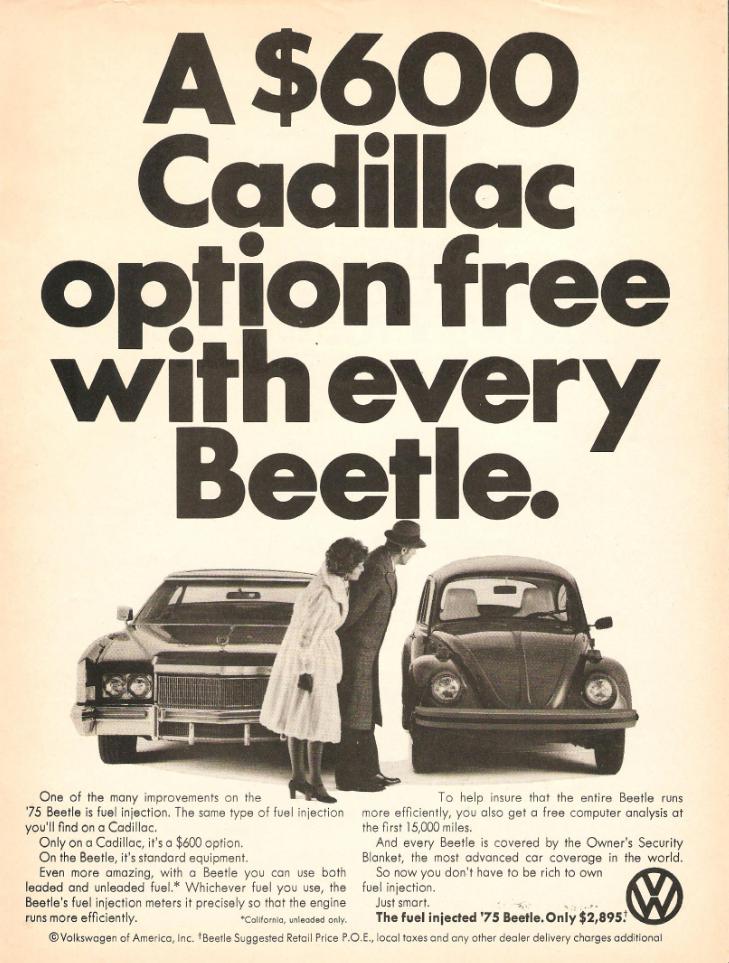 A $600
Cadillac
option free
with every
Beetle.
One of the many improvements on the
'75 Beetle is fuel injection. The same type of fuel injection
you'll find on a Cadillac.
Only on a Cadillac, it's a $600 option.
On the Beetle, it's standard equipment.
Even more amazing, with a Beetle you can use both
leaded and unleaded fuel.* Whichever fuel you use, the
Beetle's fuel injection meters it precisely so that the engine
runs more efficiently.
*California, unleaded only.
To help insure that the entire Beetle runs
more efficiently, you also get a free computer analysis at
the first 15,000 miles.
And every Beetle is covered by the Owner's Security
Blanket, the most advanced car coverage in the world.
So now you don't have to be rich to own
fuel injection.
Just smart.
The fuel injected '75 Beetle. Only $2,895.†
VW
©Volkswagen of America, Inc. †Beetle Suggested Retail Price P.O.E., local taxes and any other dealer delivery charges additional